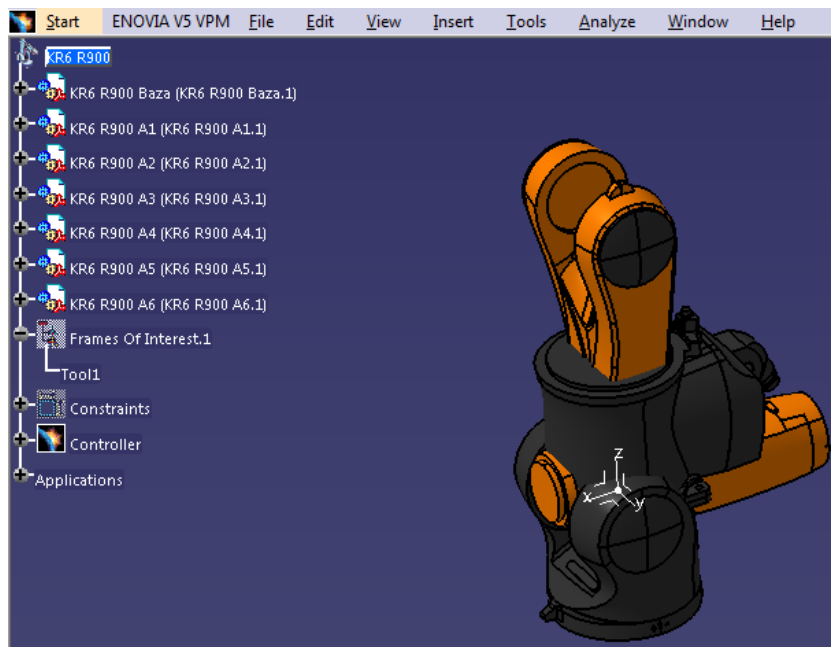 Start ENOVIA V5 VPM File Edit View Insert Tools Analyze Window Help
KR6 R900
KR6 R900 Baza (KR6 R900 Baza.1)
KR6 R900 A1 (KR6 R900 A1.1)
KR6 R900 A2 (KR6 R900 A2.1)
KR6 R900 A3 (KR6 R900 A3.1)
KR6 R900 A4 (KR6 R900 A4.1)
KR6 R900 A5 (KR6 R900 A5.1)
KR6 R900 A6 (KR6 R900 A6.1)
Frames Of Interest.1
Tool1
Constraints
Controller
Applications
z
x
y